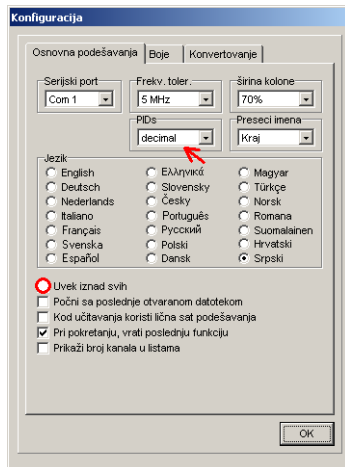 Konfiguracija
Osnovna podešavanja Boje Konvertovanje
Serijski port Frekv. toler. širina kolone
Com 1 5 MHz 70%
PIDs Preseci imena
decimal Kraj
Jezik
English Ελληνικά Magyar
Deutsch Slovensky Türkçe
Nederlands Česky Norsk
Italiano Português Romana
Français Русский Suomalainen
Svenska Polski Hrvatski
Español Dansk Srpski
Uvek iznad svih
Počni sa poslednje otvaranom datotekom
Kod učitavanja koristi lična sat podešavanja
Pri pokretanju, vrati poslednju funkciju
Prikaži broj kanala u listama
OK